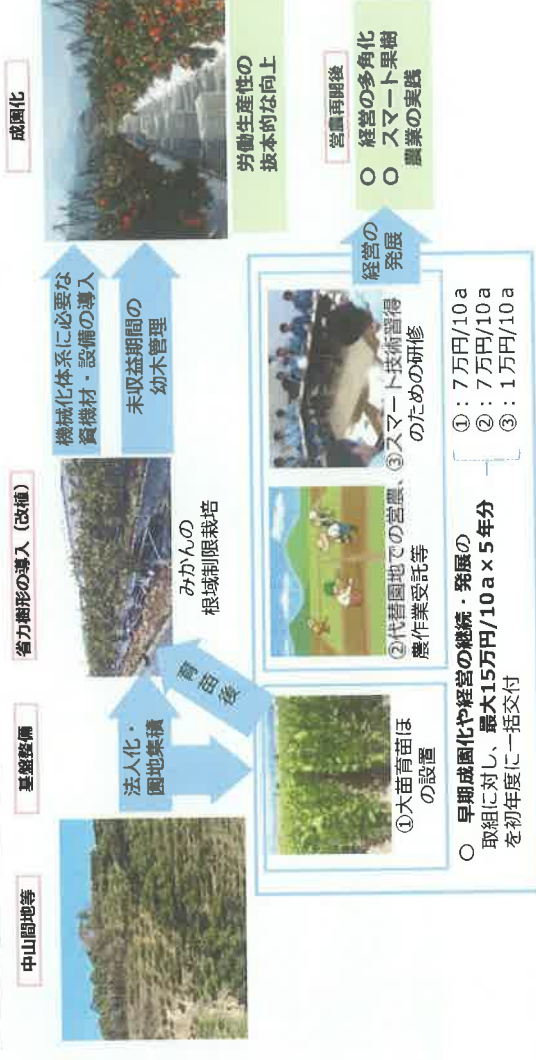 中山間地等
基盤整備
省力樹形の導入（改植）
成園化
法人化・
園地集積
みかんの
根域制限栽培
機械化体系に必要な
資機材・設備の導入
未収益期間の
幼木管理
労働生産性の
抜本的な向上
育苗後
①大苗育苗ほ
の設置
②代替園地での営農、
農作業受託等
③スマート技術習得
のための研修
経営の
発展
営農再開後
○ 経営の多角化
○ スマート果樹
農業の実践
○ 早期成園化や経営の継続・発展の
取組に対し、最大15万円/10a×5年分
を初年度に一括交付
①：7万円/10a
②：7万円/10a
③：1万円/10a